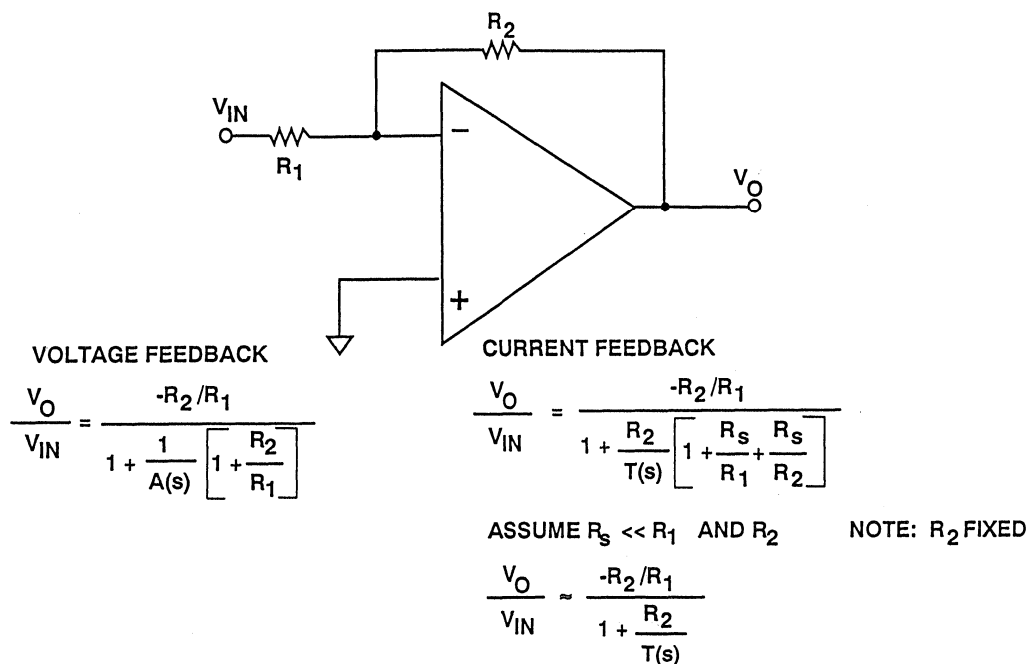 R2
VIN
R1
−
VO
+
VOLTAGE FEEDBACK
VO/VIN = -R2/R1 / 1 + 1/A(s) [1 + R2/R1]
CURRENT FEEDBACK
VO/VIN = -R2/R1 / 1 + R2/T(s) [1 + Rs/R1 + Rs/R2]
ASSUME Rs << R1 AND R2
NOTE: R2 FIXED
VO/VIN ≈ -R2/R1 / 1 + R2/T(s)